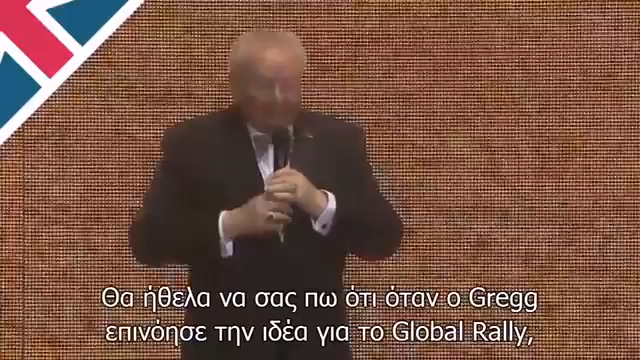 Θα ήθελα να σας πω ότι όταν ο Gregg
επινόησε την ιδέα για το Global Rally,